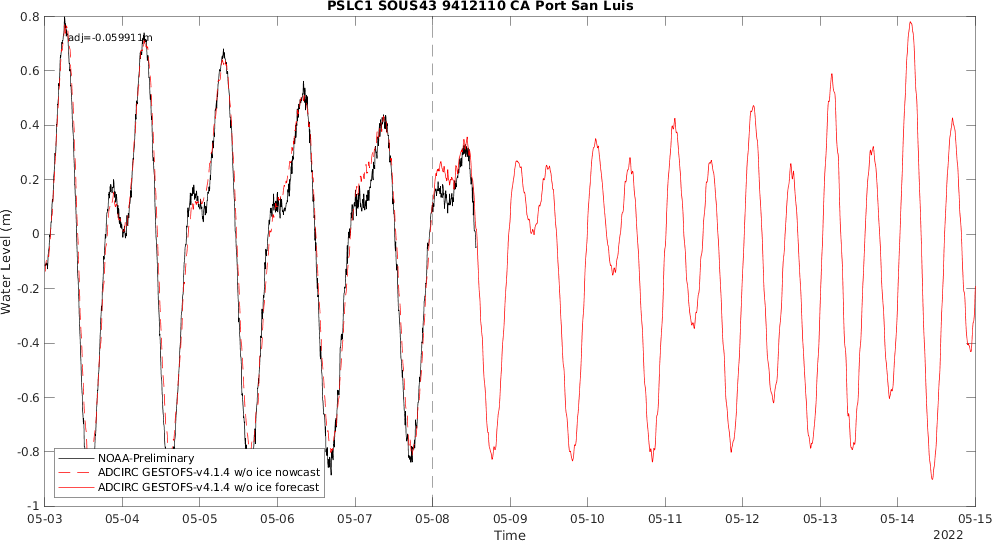 PSLC1 SOUS43 9412110 CA Port San Luis
adj=-0.059911m
0.8
0.6
0.4
0.2
0
-0.2
-0.4
-0.6
-0.8
-1
Water Level (m)
NOAA-Preliminary
ADCIRC GESTOFS-v4.1.4 w/o ice nowcast
ADCIRC GESTOFS-v4.1.4 w/o ice forecast
05-03 05-04 05-05 05-06 05-07 05-08 05-09 05-10 05-11 05-12 05-13 05-14 05-15
Time
2022